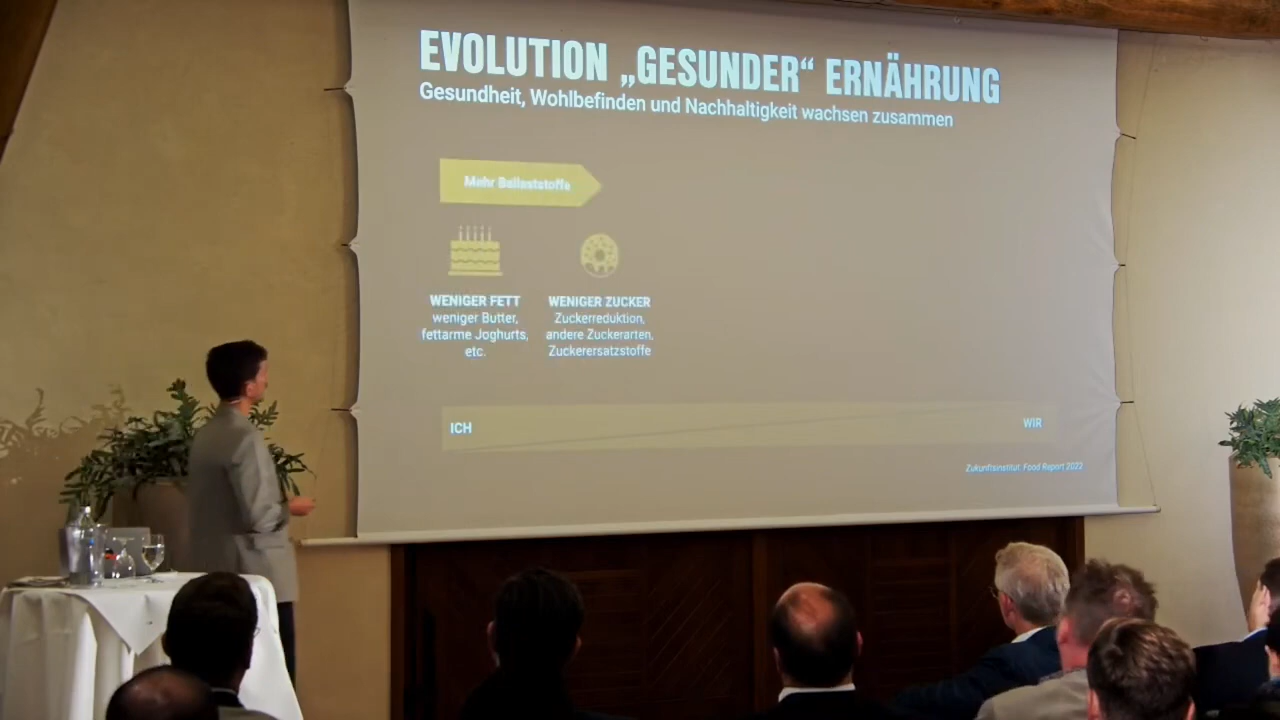 EVOLUTION „GESUNDER“ ERNÄHRUNG
Gesundheit, Wohlbefinden und Nachhaltigkeit wachsen zusammen
Mehr Ballaststoffe
WENIGER FETT
weniger Butter,
fettarme Joghurts,
etc.
WENIGER ZUCKER
Zuckerreduktion,
andere Zuckerarten,
Zuckerersatzstoffe
ICH
WIR
Zukunftsinstitut: Food Report 2022